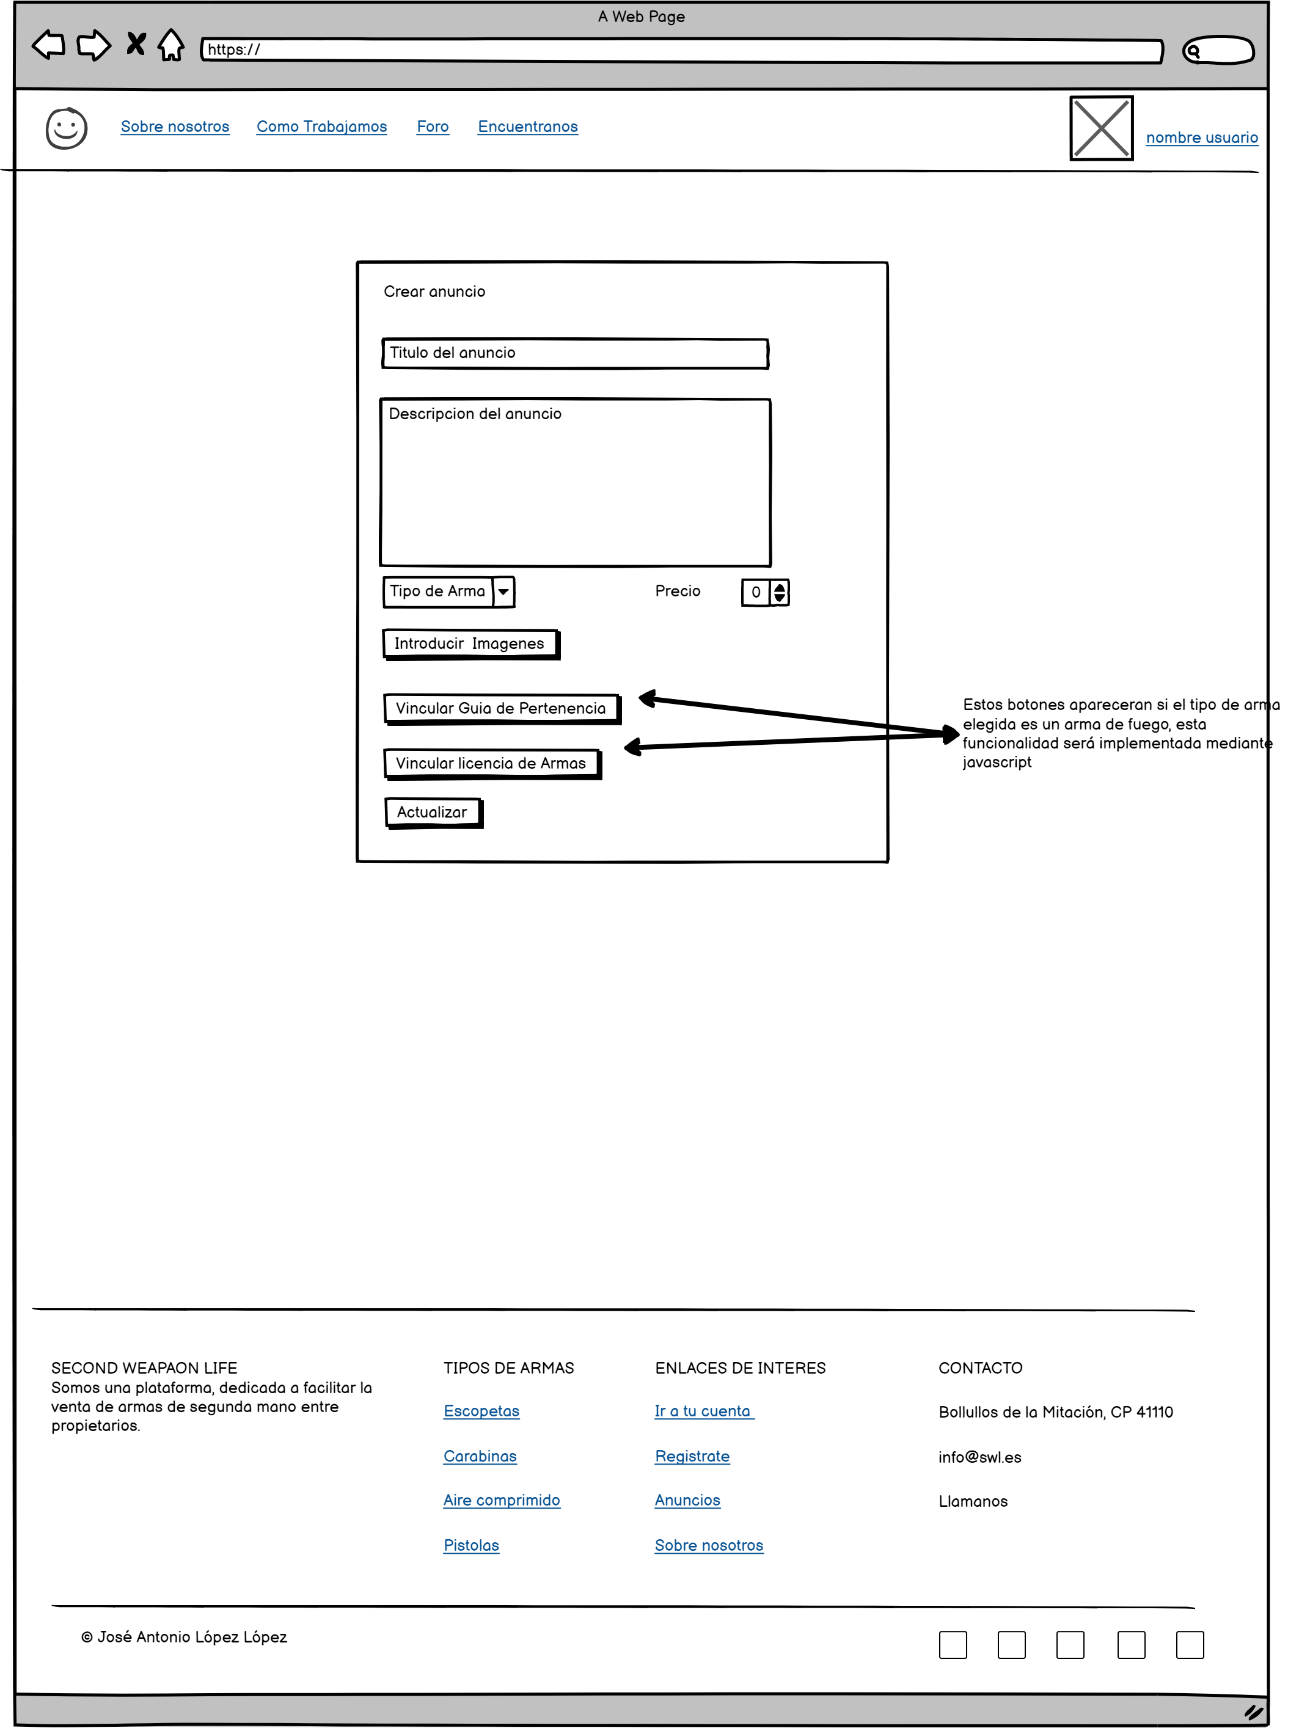 A Web Page
https://
Sobre nosotros Como Trabajamos Foro Encuentranos
nombre usuario
Crear anuncio
Titulo del anuncio
Descripcion del anuncio
Tipo de Arma Precio 0
Introducir Imagenes
Vincular Guia de Pertenencia
Vincular licencia de Armas
Actualizar
Estos botones apareceran si el tipo de arma
elegida es un arma de fuego, esta
funcionalidad será implementada mediante
javascript
SECOND WEAPAON LIFE
Somos una plataforma, dedicada a facilitar la
venta de armas de segunda mano entre
propietarios.
TIPOS DE ARMAS
Escopetas
Carabinas
Aire comprimido
Pistolas
ENLACES DE INTERES
Ir a tu cuenta
Registrate
Anuncios
Sobre nosotros
CONTACTO
Bollullos de la Mitación, CP 41110
info@swl.es
Llamanos
© José Antonio López López